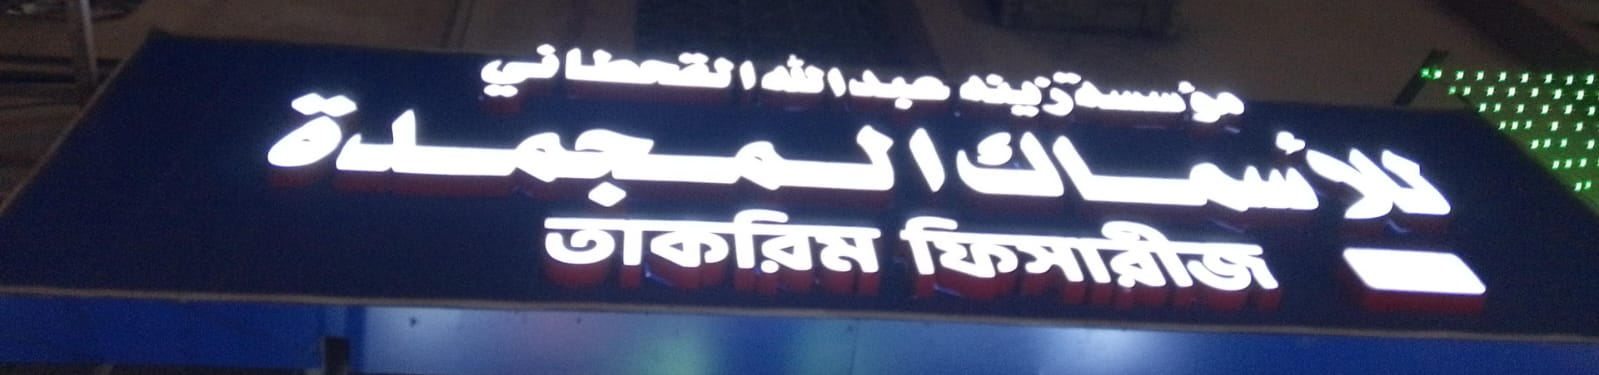 مؤسسة زينه عبدالله القحطاني
للأسماك المجمدة
তাকরিম ফিসারীজ